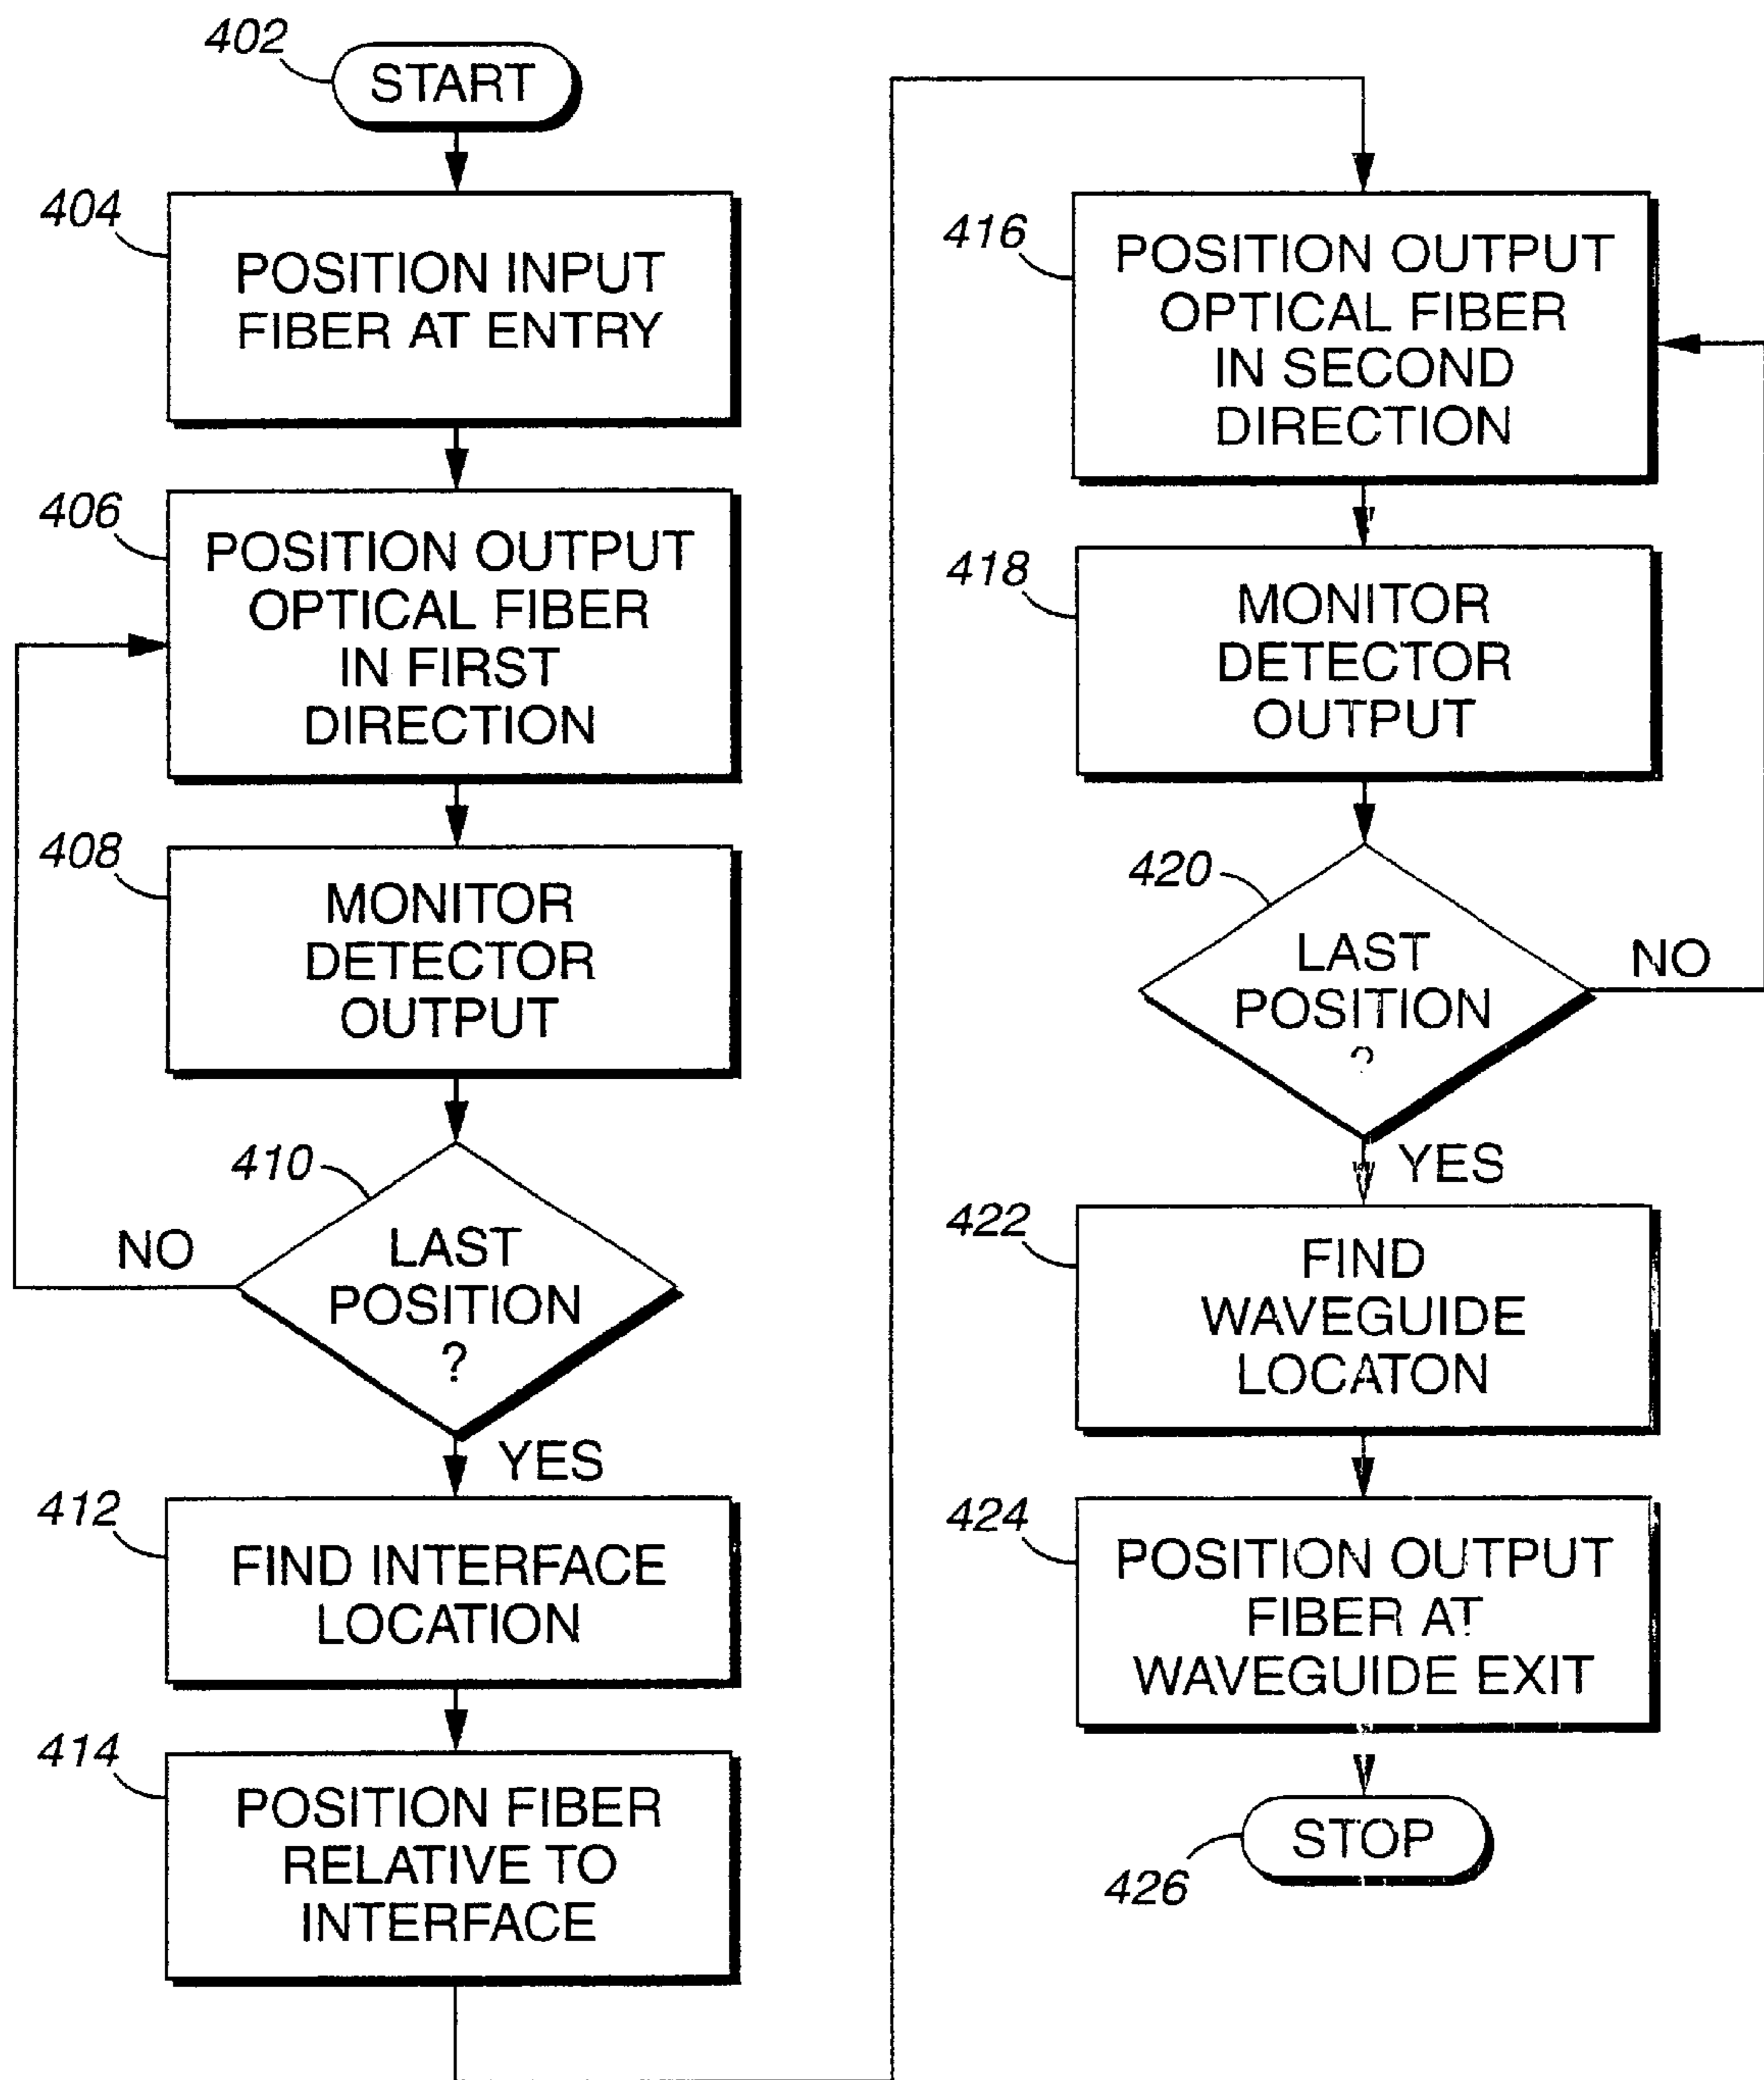 402
START
404
POSITION INPUT
FIBER AT ENTRY
406
POSITION OUTPUT
OPTICAL FIBER
IN FIRST
DIRECTION
408
MONITOR
DETECTOR
OUTPUT
410
NO
LAST
POSITION
?
YES
412
FIND INTERFACE
LOCATION
414
POSITION FIBER
RELATIVE TO
INTERFACE
416
POSITION OUTPUT
OPTICAL FIBER
IN SECOND
DIRECTION
418
MONITOR
DETECTOR
OUTPUT
420
LAST
POSITION
?
NO
YES
422
FIND
WAVEGUIDE
LOCATON
424
POSITION OUTPUT
FIBER AT
WAVEGUIDE EXIT
STOP
426